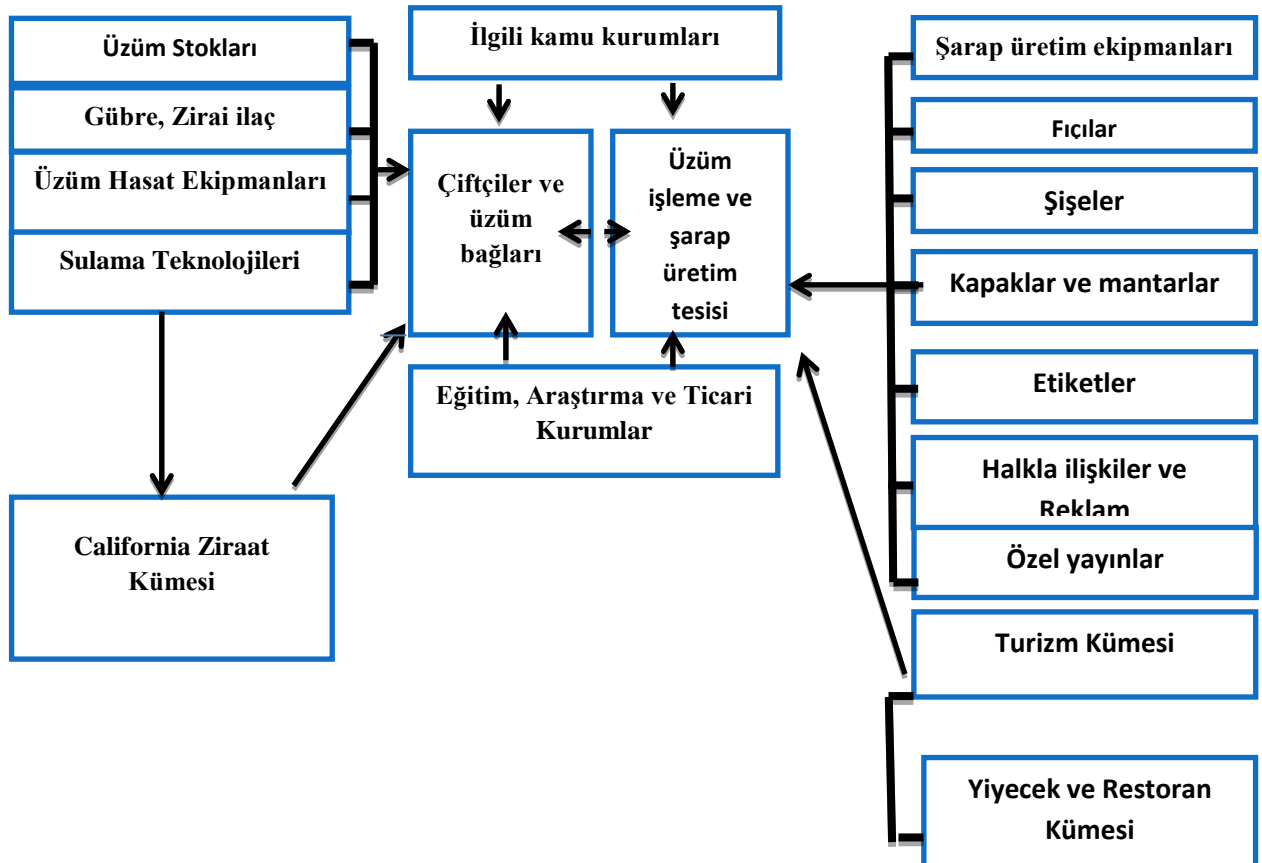 Üzüm Stokları
Gübre, Zirai ilaç
Üzüm Hasat Ekipmanları
Sulama Teknolojileri
California Ziraat
Kümesi
İlgili kamu kurumları
Çiftçiler ve
üzüm
bağları
Üzüm
işleme ve
şarap
üretim
tesisi
Eğitim, Araştırma ve Ticari
Kurumlar
Şarap üretim ekipmanları
Fıçılar
Şişeler
Kapaklar ve mantarlar
Etiketler
Halkla ilişkiler ve
Reklam
Özel yayınlar
Turizm Kümesi
Yiyecek ve Restoran
Kümesi